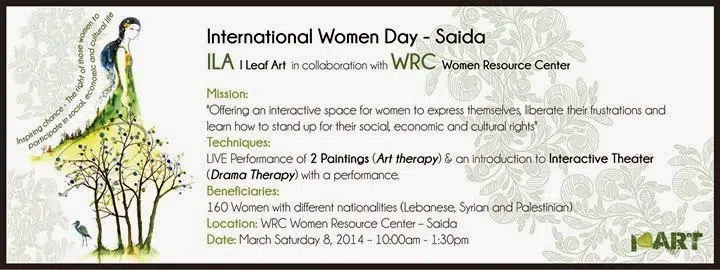 Inspiring chance - The right of those women to
participate in social, economic and cultural life
International Women Day - Saida
ILA I Leaf Art in collaboration with WRC Women Resource Center
Mission:
"Offering an interactive space for women to express themselves, liberate their frustrations and
learn how to stand up for their social, economic and cultural rights"
Techniques:
LIVE Performance of 2 Paintings (Art therapy) & an introduction to Interactive Theater
(Drama Therapy) with a performance.
Beneficiaries:
160 Women with different nationalities (Lebanese, Syrian and Palestinian)
Location: WRC Women Resource Center – Saida
Date: March Saturday 8, 2014 – 10:00am - 1:30pm
I ART